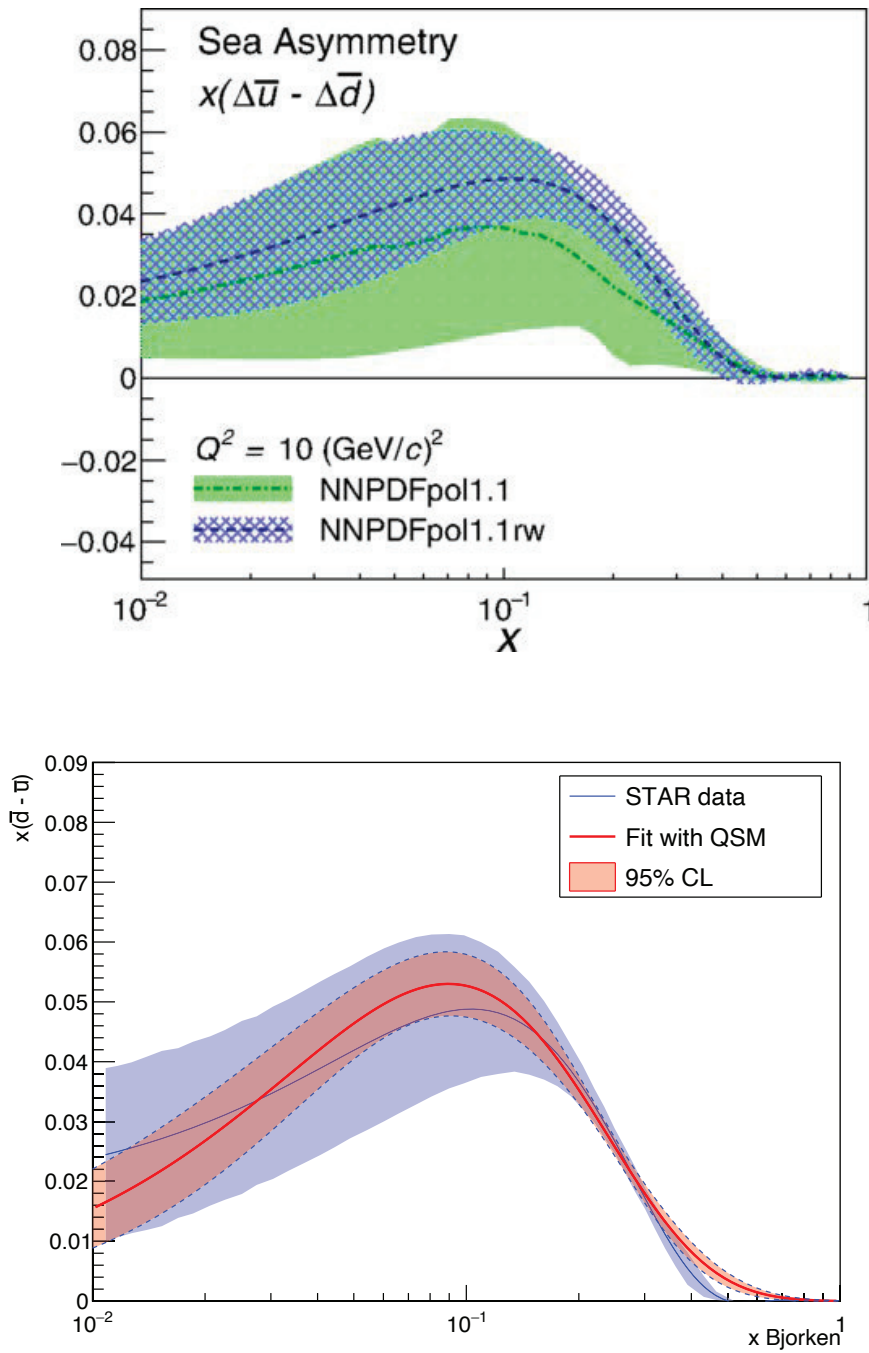 0.08
0.06
0.04
0.02
0
−0.02
−0.04
Sea Asymmetry
x(Δu̅ - Δd̅)
Q² = 10 (GeV/c)²
NNPDFpol1.1
NNPDFpol1.1rw
10⁻²
10⁻¹
1
x
x(d̅ - u̅)
0.09
0.08
0.07
0.06
0.05
0.04
0.03
0.02
0.01
0
STAR data
Fit with QSM
95% CL
10⁻²
10⁻¹
1
x Bjorken